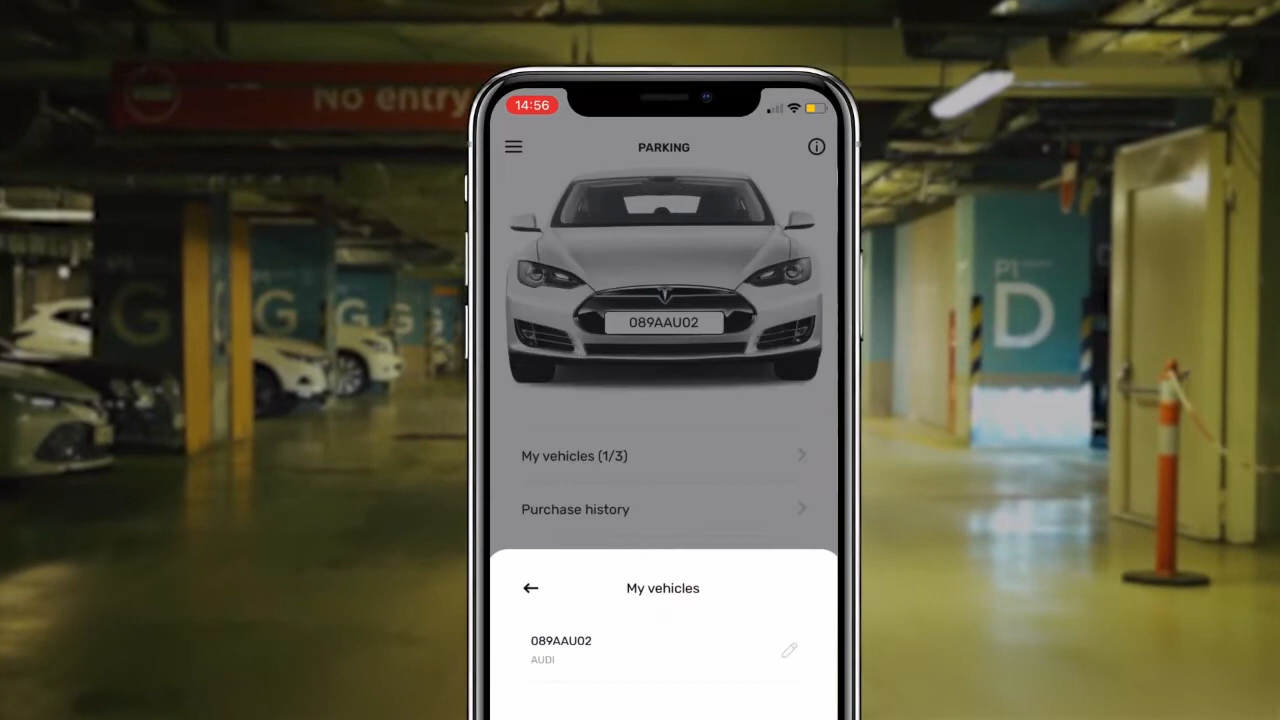 No entry
14:56
PARKING
089AAU02
My vehicles (1/3)
Purchase history
My vehicles
089AAU02
AUDI
G
G
G
G
P1
D